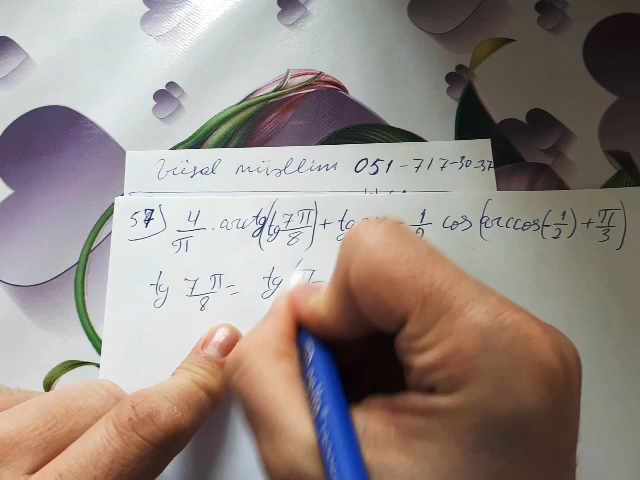 Vüsal müəllim 051-717-30-37
57) 4/π · arctg(tg 7π/8) + tg - 1/2 cos(arccos(-1/2) + π/3)
tg 7π/8 = tg (π -